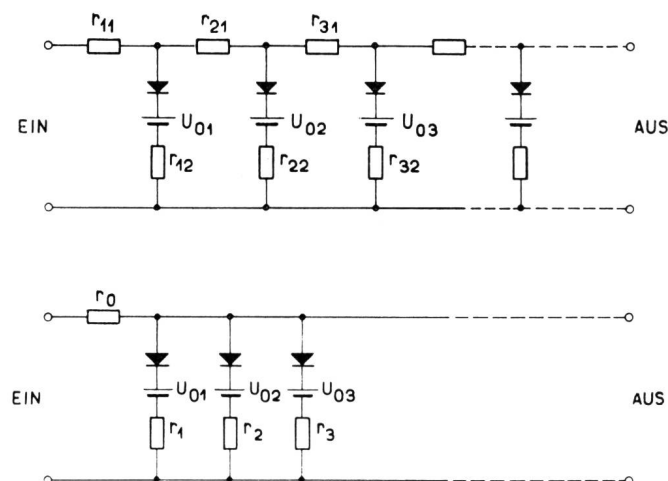 r11 r21 r31
EIN U01 U02 U03 AUS
r12 r22 r32
r0
EIN U01 U02 U03 AUS
r1 r2 r3